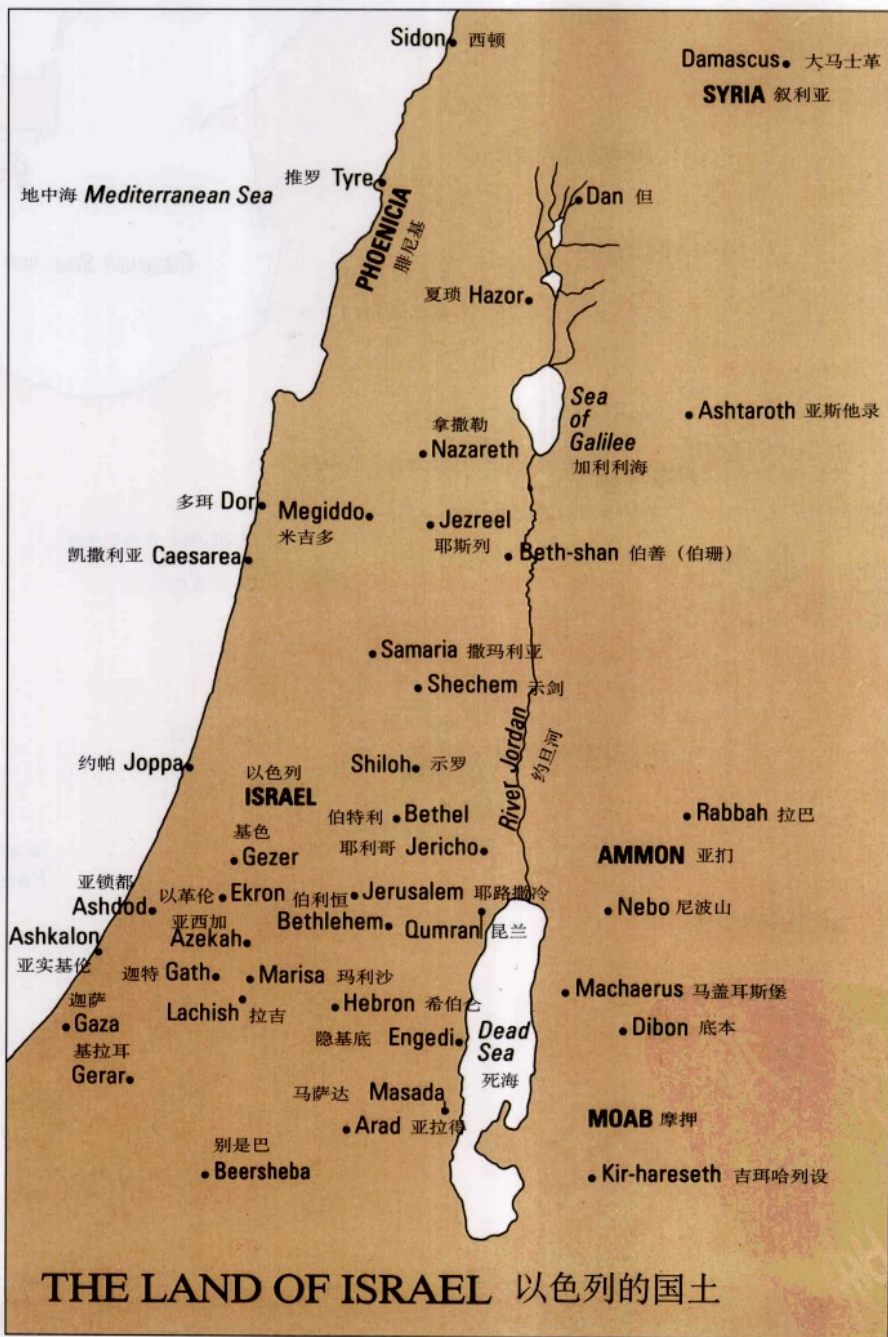 Sidon 西顿
Damascus 大马士革
SYRIA 叙利亚
地中海 Mediterranean Sea
推罗 Tyre
Dan 但
PHOENICIA
腓尼基
夏琐 Hazor
Sea
of
Galilee
加利利海
Ashtaroth 亚斯他录
拿撒勒
Nazareth
多珥 Dor
Megiddo
米吉多
Jezreel
耶斯列
凯撒利亚 Caesarea
Beth-shan 伯善（伯珊）
Samaria 撒玛利亚
Shechem 示剑
River Jordan
约旦河
约帕 Joppa
以色列
ISRAEL
Shiloh 示罗
伯特利 Bethel
Rabbah 拉巴
基色
Gezer
耶利哥 Jericho
AMMON 亚扪
亚锁都
Ashdod
以革伦 Ekron
伯利恒
Bethlehem
Jerusalem 耶路撒冷
Nebo 尼波山
Ashkalon
亚实基伦
亚西加
Azekah
Qumran 昆兰
迦特 Gath
Marisa 玛利沙
Machaerus 马盖耳斯堡
迦萨
Gaza
Lachish 拉吉
Hebron 希伯仑
Dibon 底本
隐基底 Engedi
Dead
Sea
死海
基拉耳
Gerar
马萨达 Masada
Arad 亚拉得
MOAB 摩押
别是巴
Beersheba
Kir-hareseth 吉珥哈列设
THE LAND OF ISRAEL 以色列的国土